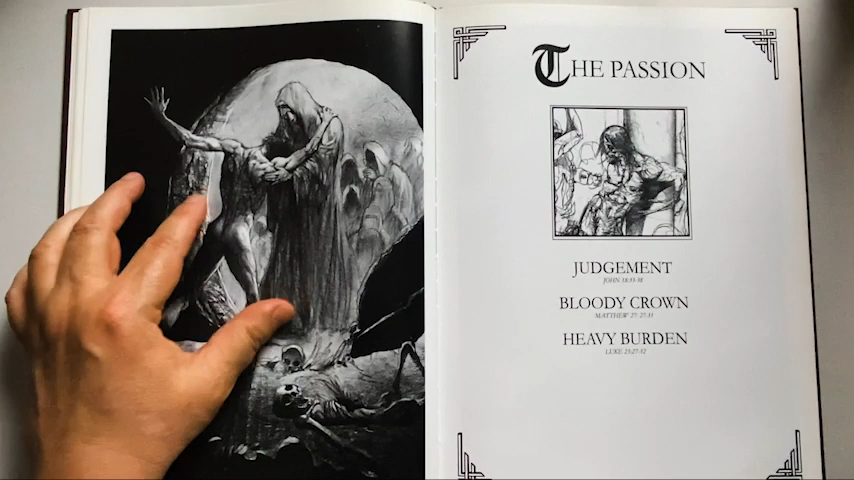 THE PASSION
JUDGEMENT
JOHN 18:33-38
BLOODY CROWN
MATTHEW 27: 27-31
HEAVY BURDEN
LUKE 23:27-32